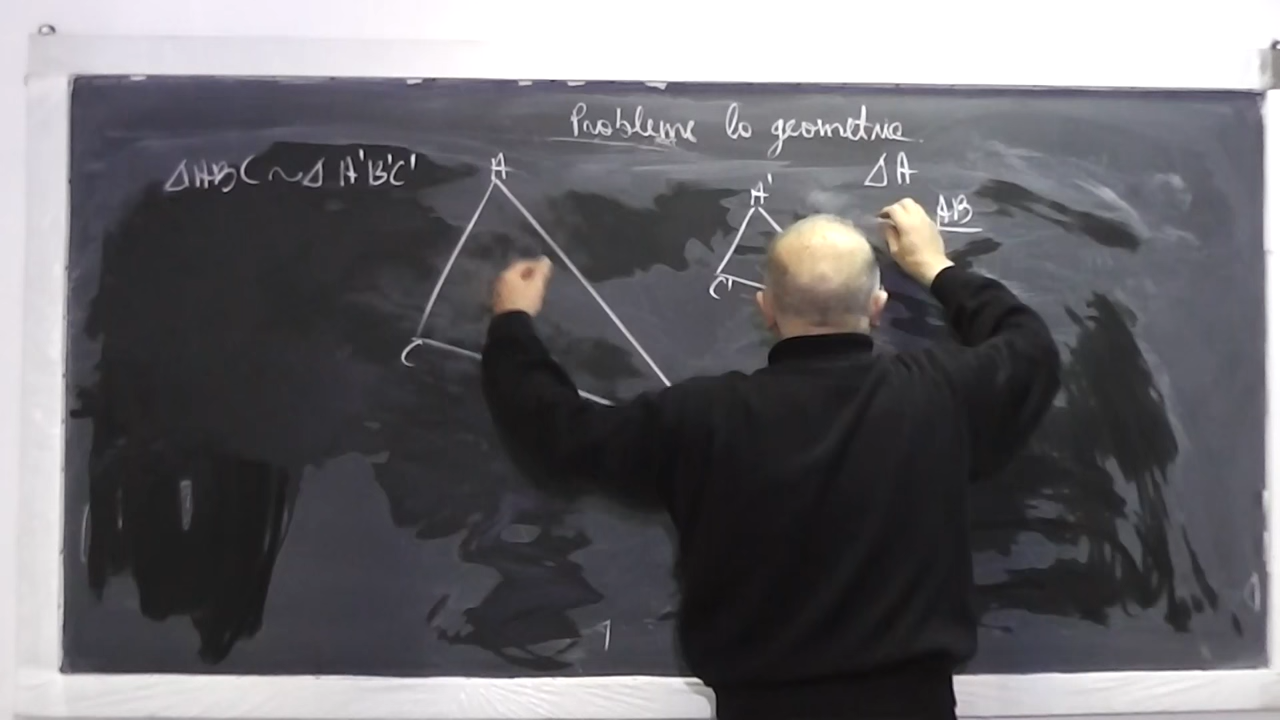 Probleme la geometrie
ΔABC ~ Δ A'B'C'
A
C
A'
C'
ΔA
AB